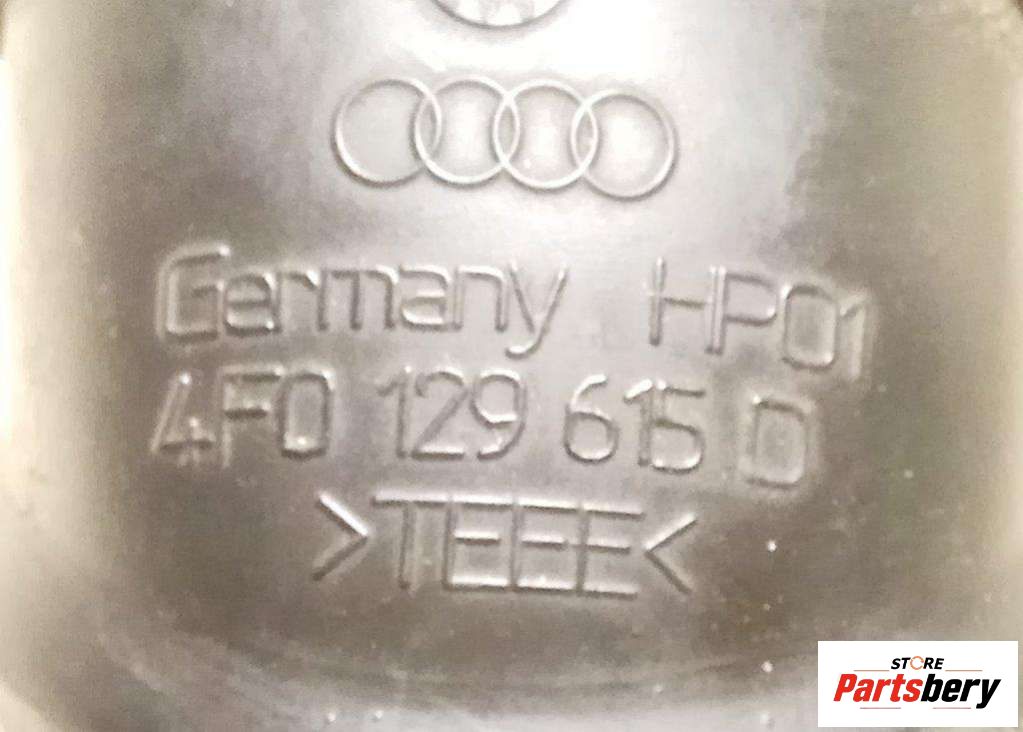 Germany HP01
4F0 129 615 D
>TEEE<
STORE
Partsbery